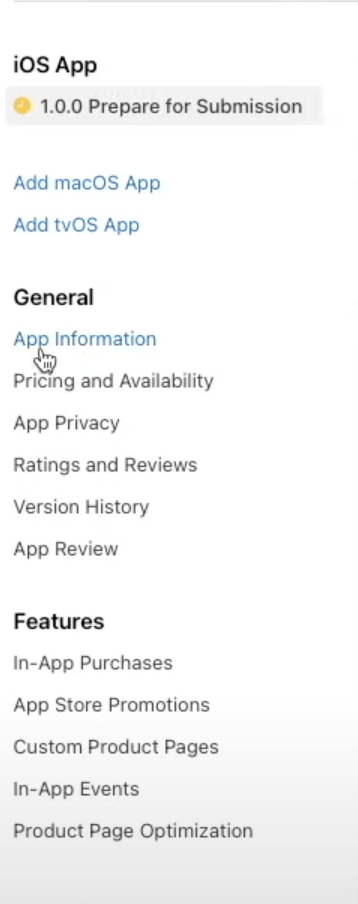 iOS App
1.0.0 Prepare for Submission
Add macOS App
Add tvOS App
General
App Information
Pricing and Availability
App Privacy
Ratings and Reviews
Version History
App Review
Features
In-App Purchases
App Store Promotions
Custom Product Pages
In-App Events
Product Page Optimization